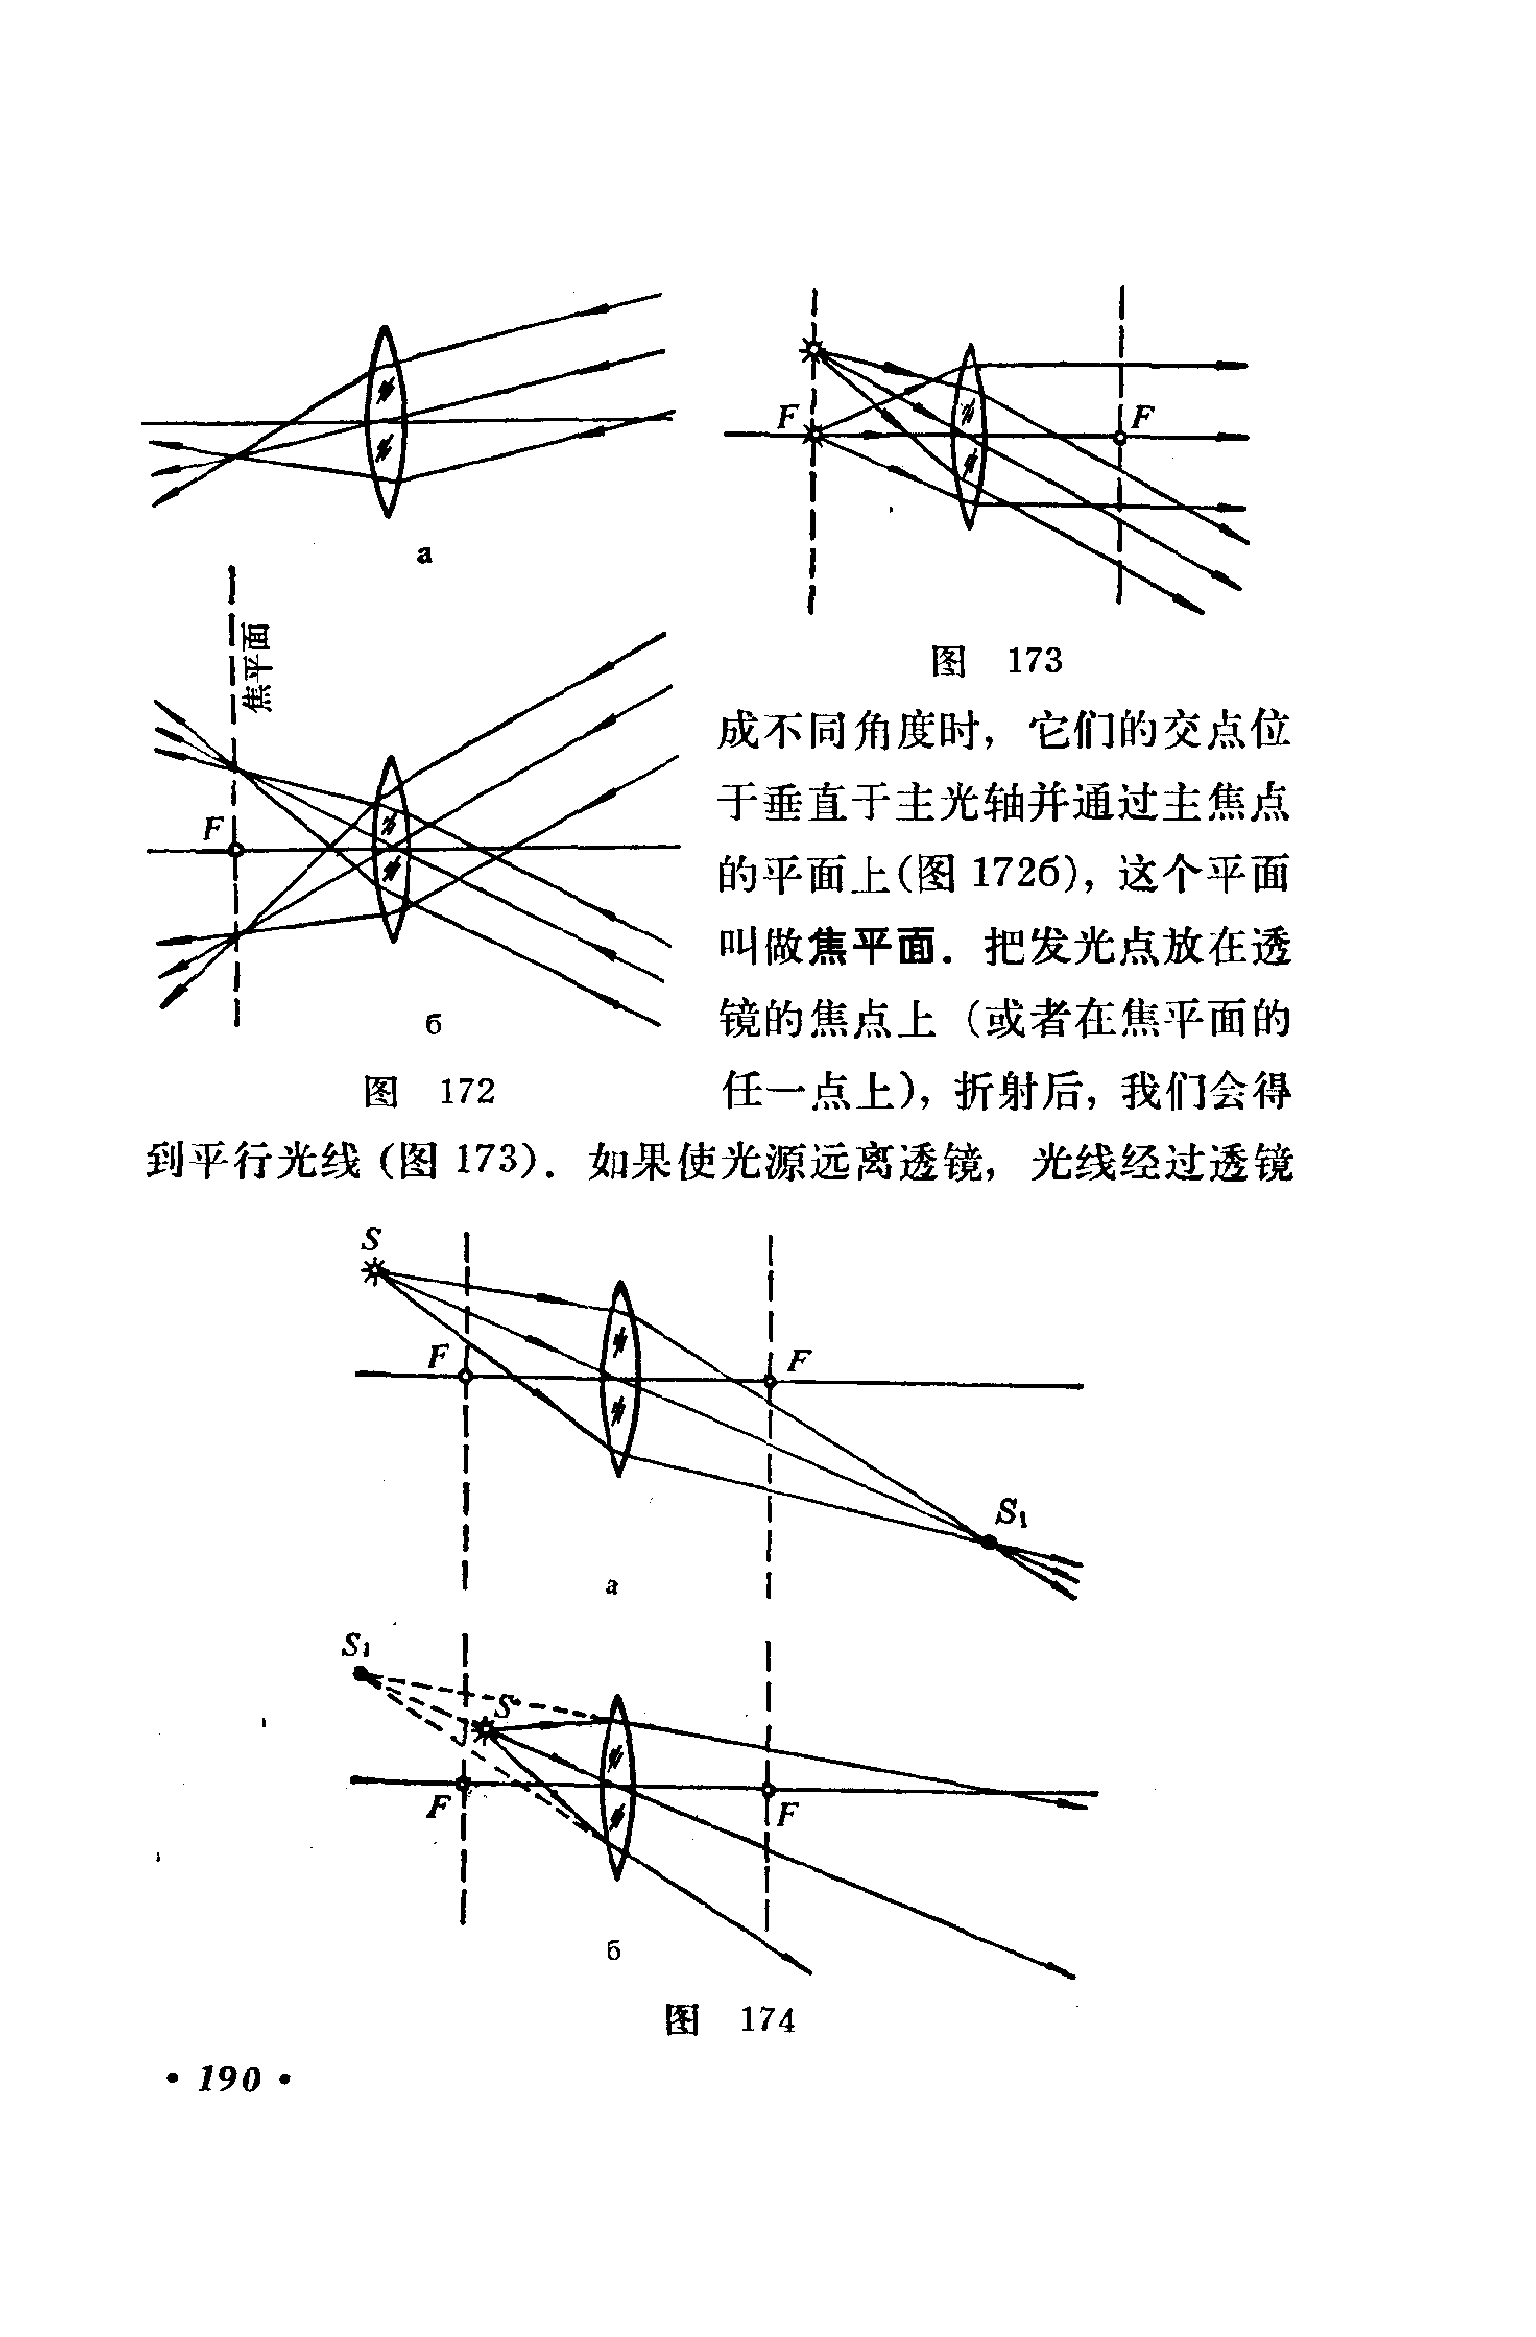 a
焦平面
F
б
图 172
F
F
图 173
成不同角度时，它们的交点位
于垂直于主光轴并通过主焦点
的平面上（图 172б），这个平面
叫做焦平面．把发光点放在透
镜的焦点上（或者在焦平面的
任一点上），折射后，我们会得
到平行光线（图 173）．如果使光源远离透镜，光线经过透镜
S
F
F
S₁
a
S₁
S
F
F
б
图 174
· 190 ·